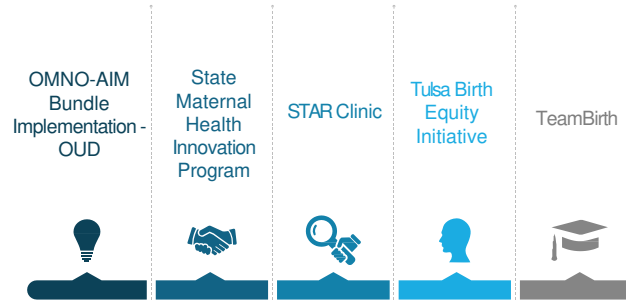 OMNO-AIM
Bundle
Implementation -
OUD
State
Maternal
Health
Innovation
Program
STAR Clinic
Tulsa Birth
Equity
Initiative
TeamBirth